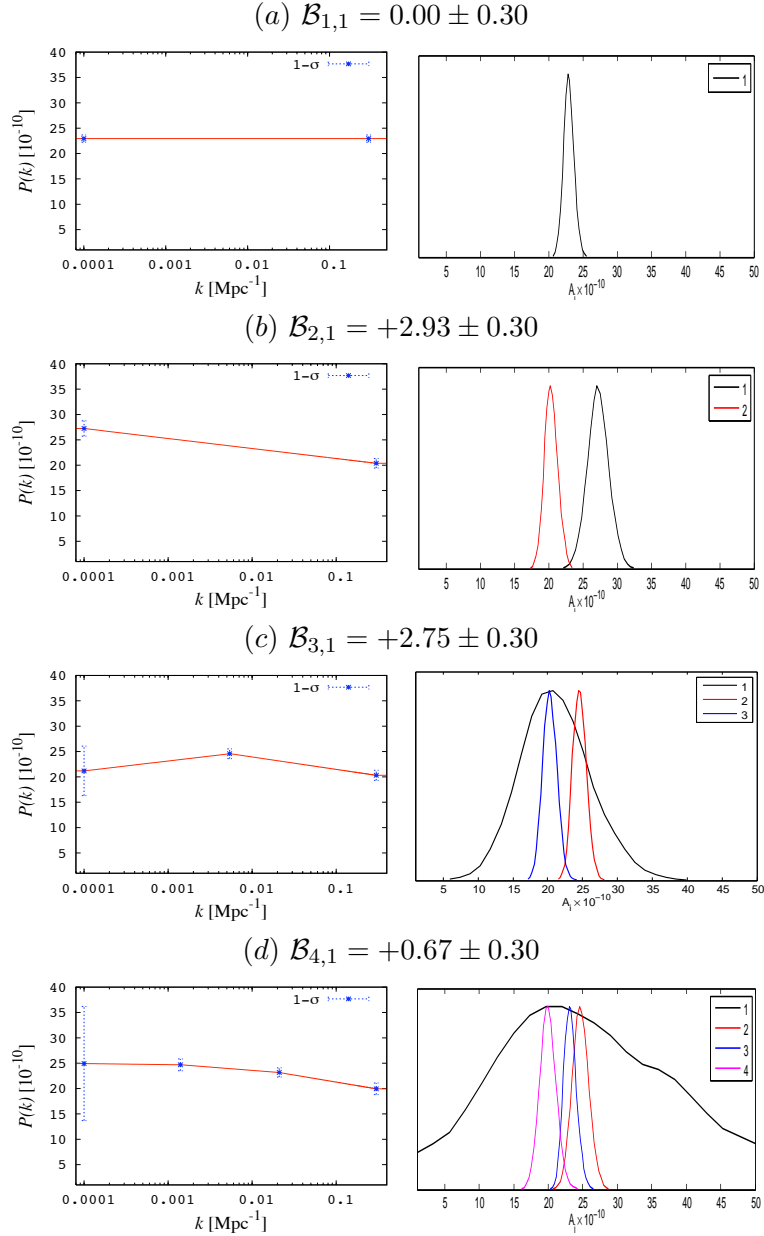 (a) B₁,₁ = 0.00 ± 0.30
40
35
30
25
20
15
10
5
P(k) [10⁻¹⁰]
1-σ
0.0001 0.001 0.01 0.1
k [Mpc⁻¹]
1
5 10 15 20 25 30 35 40 45 50
A_i×10⁻¹⁰
(b) B₂,₁ = +2.93 ± 0.30
40
35
30
25
20
15
10
5
P(k) [10⁻¹⁰]
1-σ
0.0001 0.001 0.01 0.1
k [Mpc⁻¹]
1
2
5 10 15 20 25 30 35 40 45 50
A_i×10⁻¹⁰
(c) B₃,₁ = +2.75 ± 0.30
40
35
30
25
20
15
10
5
P(k) [10⁻¹⁰]
1-σ
0.0001 0.001 0.01 0.1
k [Mpc⁻¹]
1
2
3
5 10 15 20 25 30 35 40 45 50
A_i×10⁻¹⁰
(d) B₄,₁ = +0.67 ± 0.30
40
35
30
25
20
15
10
5
P(k) [10⁻¹⁰]
1-σ
0.0001 0.001 0.01 0.1
k [Mpc⁻¹]
1
2
3
4
5 10 15 20 25 30 35 40 45 50
A_i×10⁻¹⁰